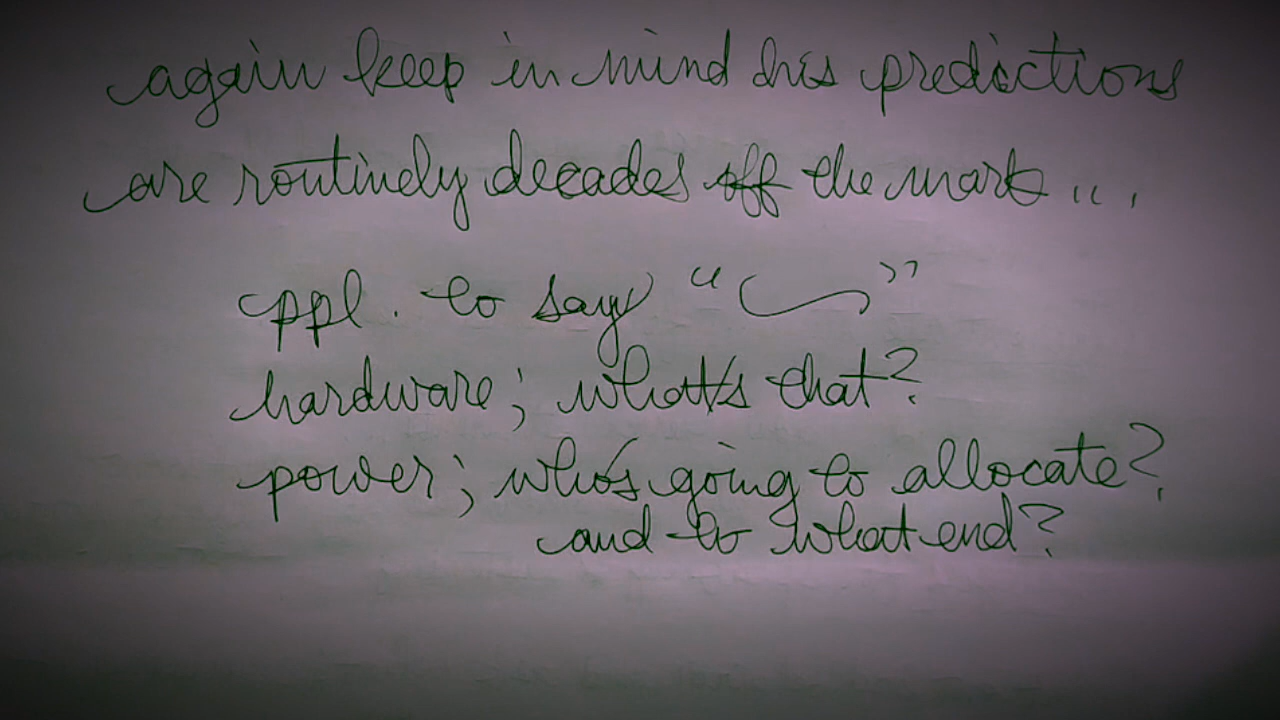 again keep in mind his predictions
are routinely decades off the mark...
ppl. to say " "
hardware; what's that?
power; who's going to allocate?
and to what end?